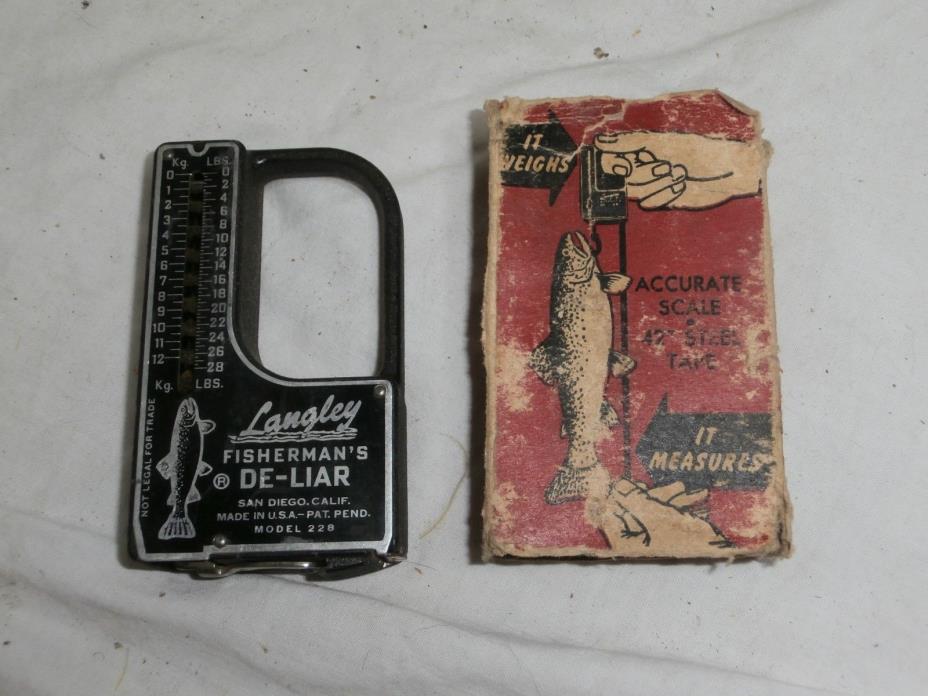 Kg. LBS.
0 0
1 2
2 4
3 6
4 8
5 10
6 12
7 14
8 16
9 18
10 20
11 22
12 24
26
28
Kg. LBS.
NOT LEGAL FOR TRADE
Langley
FISHERMAN'S
® DE-LIAR
SAN DIEGO. CALIF.
MADE IN U.S.A.-PAT. PEND.
MODEL 228
IT
WEIGHS
ACCURATE
SCALE
42" STEEL
TAPE
IT
MEASURES